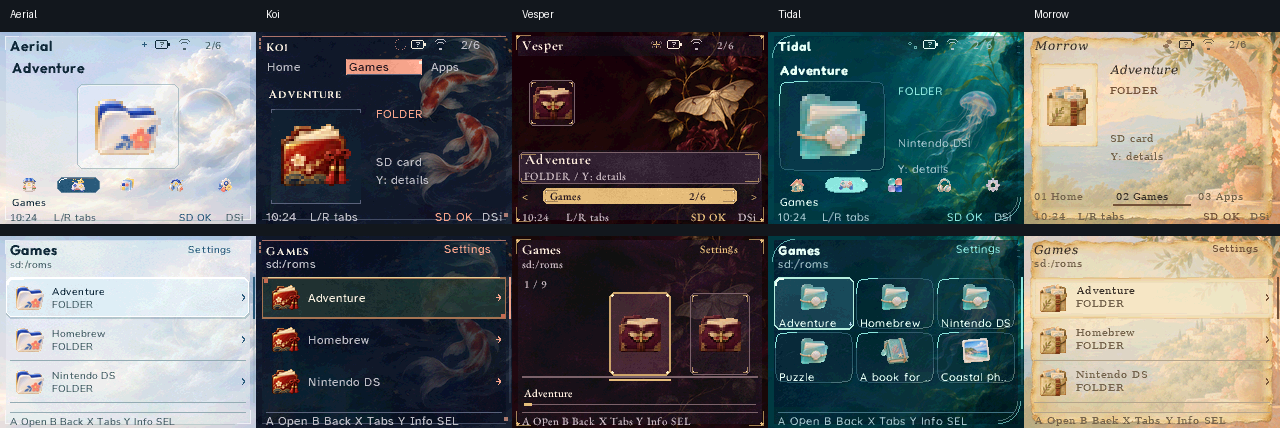 Aerial
Koi
Vesper
Tidal
Morrow
Aerial
2/6
Adventure
Games
10:24 L/R tabs SD OK DSi
Koi
2/6
Home Games Apps
Adventure
FOLDER
SD card
Y: details
10:24 L/R tabs SD OK DSi
Vesper
2/6
Adventure
FOLDER / Y: details
< Games 2/6 >
10:24 L/R tabs SD OK DSi
Tidal
2/6
Adventure
FOLDER
Nintendo DSi
Y: details
Games
10:24 L/R tabs SD OK DSi
Morrow
2/6
Adventure
FOLDER
SD card
Y: details
01 Home 02 Games 03 Apps
10:24 L/R tabs SD OK DSi
Games Settings
sd:/roms
Adventure
FOLDER
Homebrew
FOLDER
Nintendo DS
FOLDER
A Open B Back X Tabs Y Info SEL
Games Settings
sd:/roms
Adventure
Homebrew
Nintendo DS
A Open B Back X Tabs Y Info SEL
Games Settings
sd:/roms
1 / 9
Adventure
A Open B Back X Tabs Y Info SEL
Games Settings
sd:/roms
Adventure Homebrew Nintendo DS
Puzzle A book for .. Coastal ph..
A Open B Back X Tabs Y Info SEL
Games Settings
sd:/roms
Adventure
FOLDER
Homebrew
FOLDER
Nintendo DS
FOLDER
A Open B Back X Tabs Y Info SEL